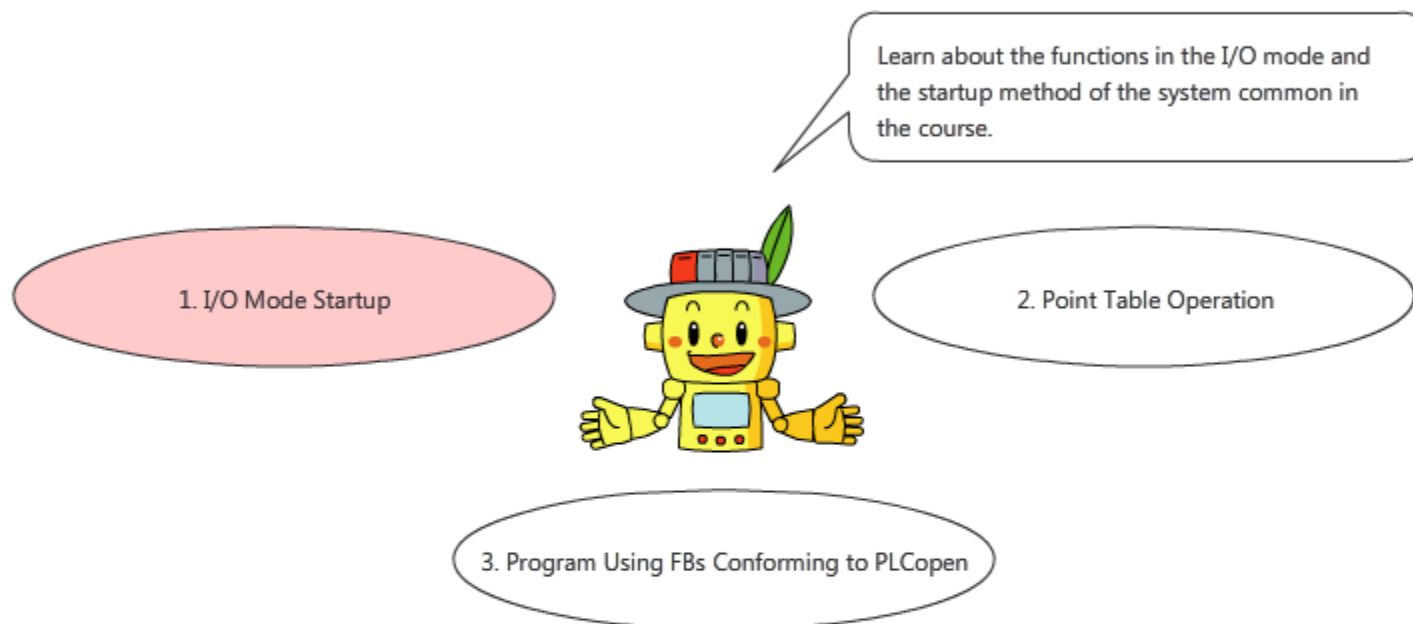 Learn about the functions in the I/O mode and
the startup method of the system common in
the course.
1. I/O Mode Startup
2. Point Table Operation
3. Program Using FBs Conforming to PLCopen